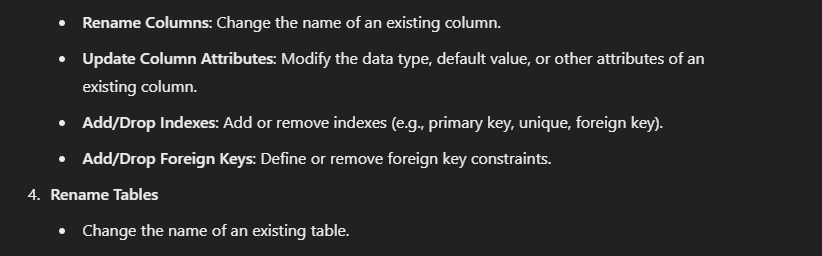 • Rename Columns: Change the name of an existing column.
• Update Column Attributes: Modify the data type, default value, or other attributes of an
existing column.
• Add/Drop Indexes: Add or remove indexes (e.g., primary key, unique, foreign key).
• Add/Drop Foreign Keys: Define or remove foreign key constraints.
4. Rename Tables
• Change the name of an existing table.